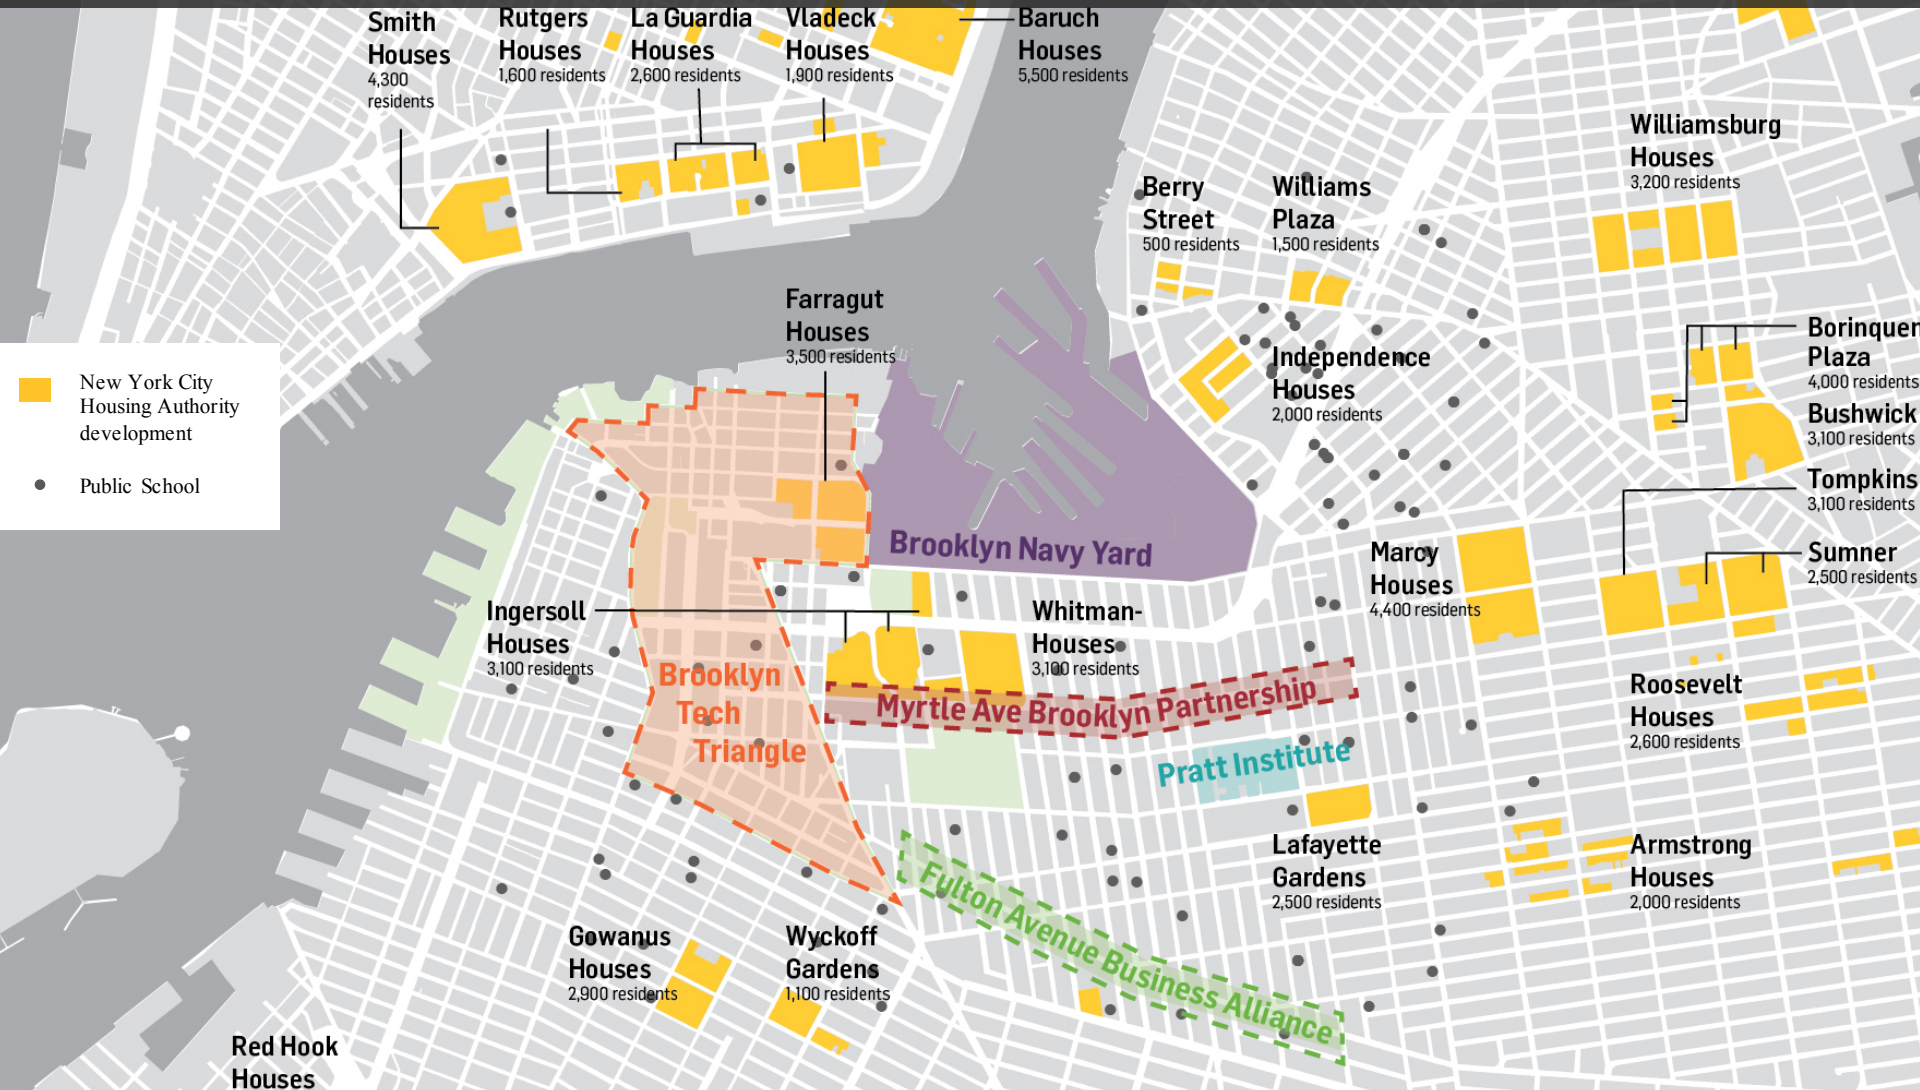 Smith
Houses
4,300
residents
Rutgers
Houses
1,600 residents
La Guardia
Houses
2,600 residents
Vladeck
Houses
1,900 residents
Baruch
Houses
5,500 residents
Williamsburg
Houses
3,200 residents
Berry
Street
500 residents
Williams
Plaza
1,500 residents
Farragut
Houses
3,500 residents
Independence
Houses
2,000 residents
Borinquen
Plaza
4,000 residents
Bushwick
3,100 residents
Tompkins
3,100 residents
Sumner
2,500 residents
New York City
Housing Authority
development
Public School
Brooklyn Navy Yard
Marcy
Houses
4,400 residents
Ingersoll
Houses
3,100 residents
Whitman-
Houses
3,100 residents
Brooklyn
Tech
Triangle
Myrtle Ave Brooklyn Partnership
Pratt Institute
Roosevelt
Houses
2,600 residents
Lafayette
Gardens
2,500 residents
Armstrong
Houses
2,000 residents
Fulton Avenue Business Alliance
Gowanus
Houses
2,900 residents
Wyckoff
Gardens
1,100 residents
Red Hook
Houses